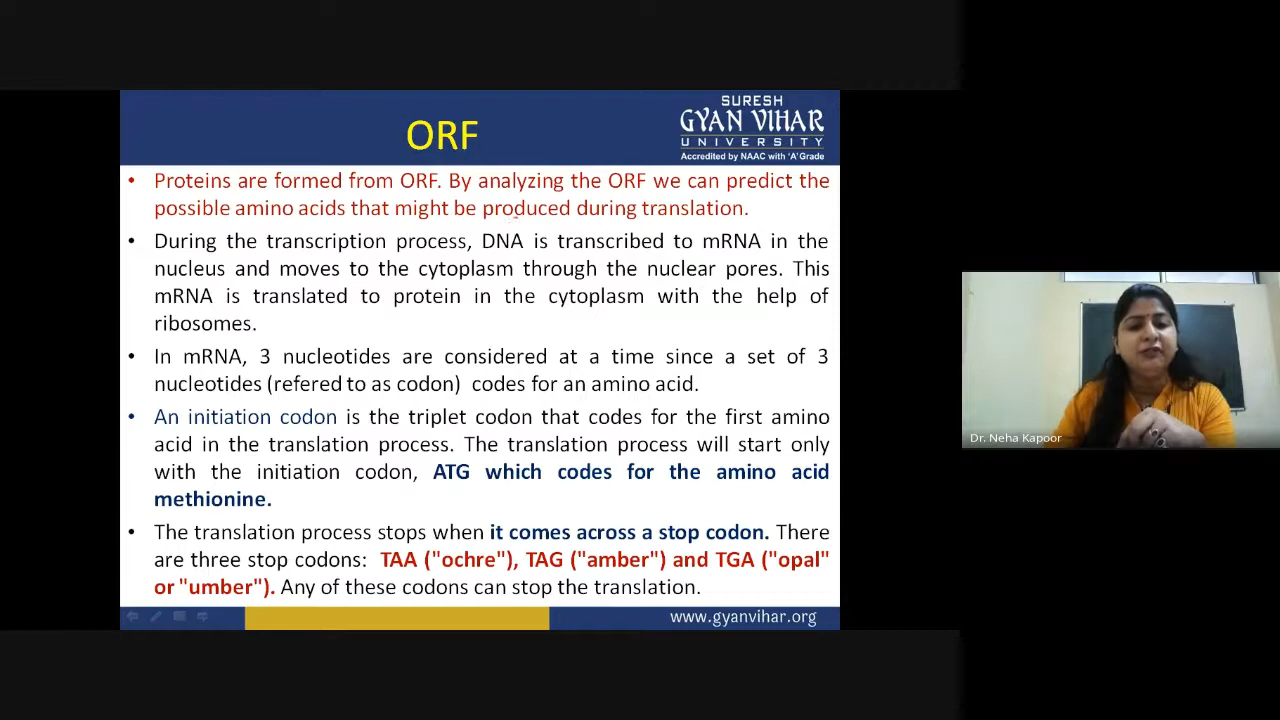 ORF
SURESH
GYAN VIHAR
UNIVERSITY
Accredited by NAAC with 'A' Grade
• Proteins are formed from ORF. By analyzing the ORF we can predict the
possible amino acids that might be produced during translation.
• During the transcription process, DNA is transcribed to mRNA in the
nucleus and moves to the cytoplasm through the nuclear pores. This
mRNA is translated to protein in the cytoplasm with the help of
ribosomes.
• In mRNA, 3 nucleotides are considered at a time since a set of 3
nucleotides (refered to as codon) codes for an amino acid.
• An initiation codon is the triplet codon that codes for the first amino
acid in the translation process. The translation process will start only
with the initiation codon, ATG which codes for the amino acid
methionine.
• The translation process stops when it comes across a stop codon. There
are three stop codons: TAA ("ochre"), TAG ("amber") and TGA ("opal"
or "umber"). Any of these codons can stop the translation.
www.gyanvihar.org
Dr. Neha Kapoor